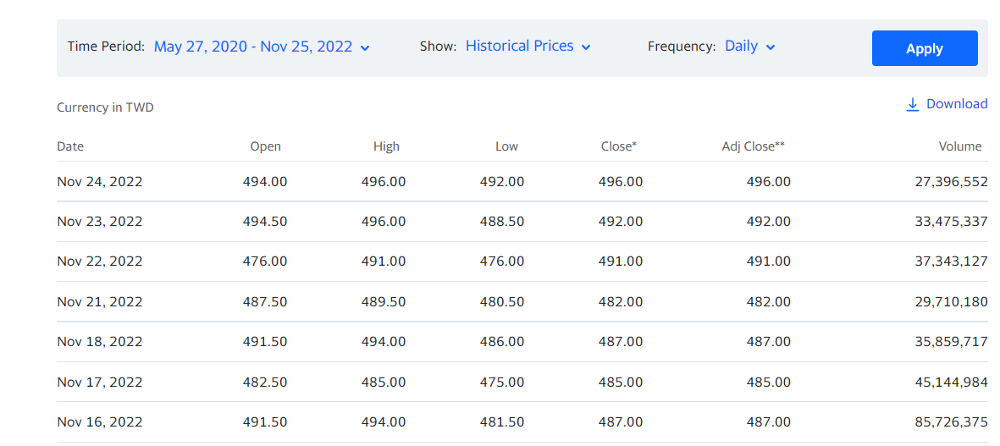 Time Period: May 27, 2020 - Nov 25, 2022 Show: Historical Prices Frequency: Daily Apply
Currency in TWD Download
Date Open High Low Close* Adj Close** Volume
Nov 24, 2022 494.00 496.00 492.00 496.00 496.00 27,396,552
Nov 23, 2022 494.50 496.00 488.50 492.00 492.00 33,475,337
Nov 22, 2022 476.00 491.00 476.00 491.00 491.00 37,343,127
Nov 21, 2022 487.50 489.50 480.50 482.00 482.00 29,710,180
Nov 18, 2022 491.50 494.00 486.00 487.00 487.00 35,859,717
Nov 17, 2022 482.50 485.00 475.00 485.00 485.00 45,144,984
Nov 16, 2022 491.50 494.00 481.50 487.00 487.00 85,726,375